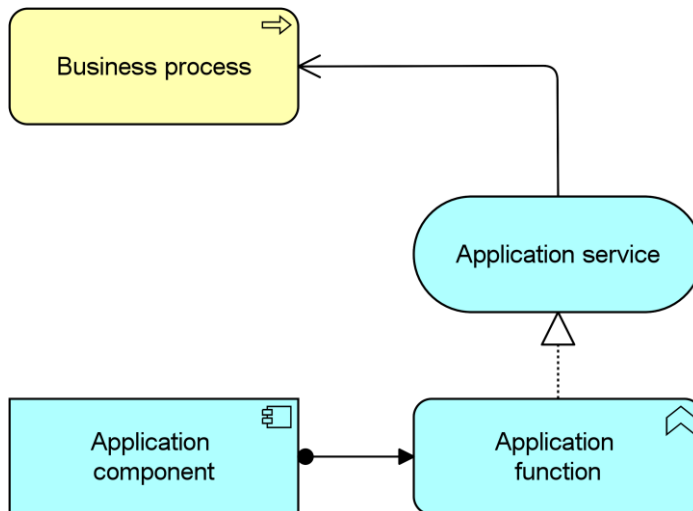 Business process
Application service
Application
component
Application
function